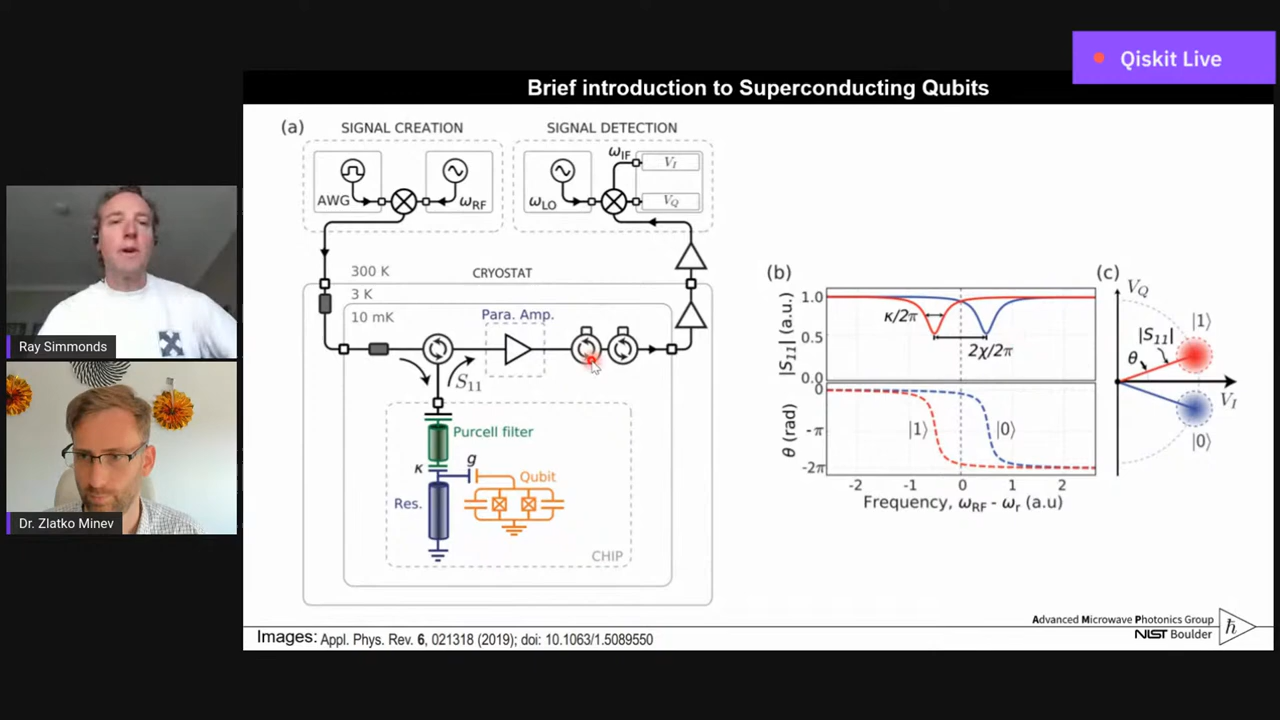 Qiskit Live
Brief introduction to Superconducting Qubits
(a)
SIGNAL CREATION
SIGNAL DETECTION
AWG
ω_RF
ω_LO
ω_IF
V_I
V_Q
300 K
CRYOSTAT
3 K
10 mK
Para. Amp.
S₁₁
Purcell filter
κ
g
Qubit
Res.
CHIP
(b)
|S₁₁| (a.u.)
1.0
0.5
0.0
κ/2π
2χ/2π
θ (rad)
0
-π
-2π
|1⟩
|0⟩
-2 -1 0 1 2
Frequency, ω_RF - ω_r (a.u)
(c)
V_Q
|1⟩
|S₁₁|
θ
V_I
|0⟩
Ray Simmonds
Dr. Zlatko Minev
Advanced Microwave Photonics Group
NIST Boulder
ħ
Images: Appl. Phys. Rev. 6, 021318 (2019); doi: 10.1063/1.5089550